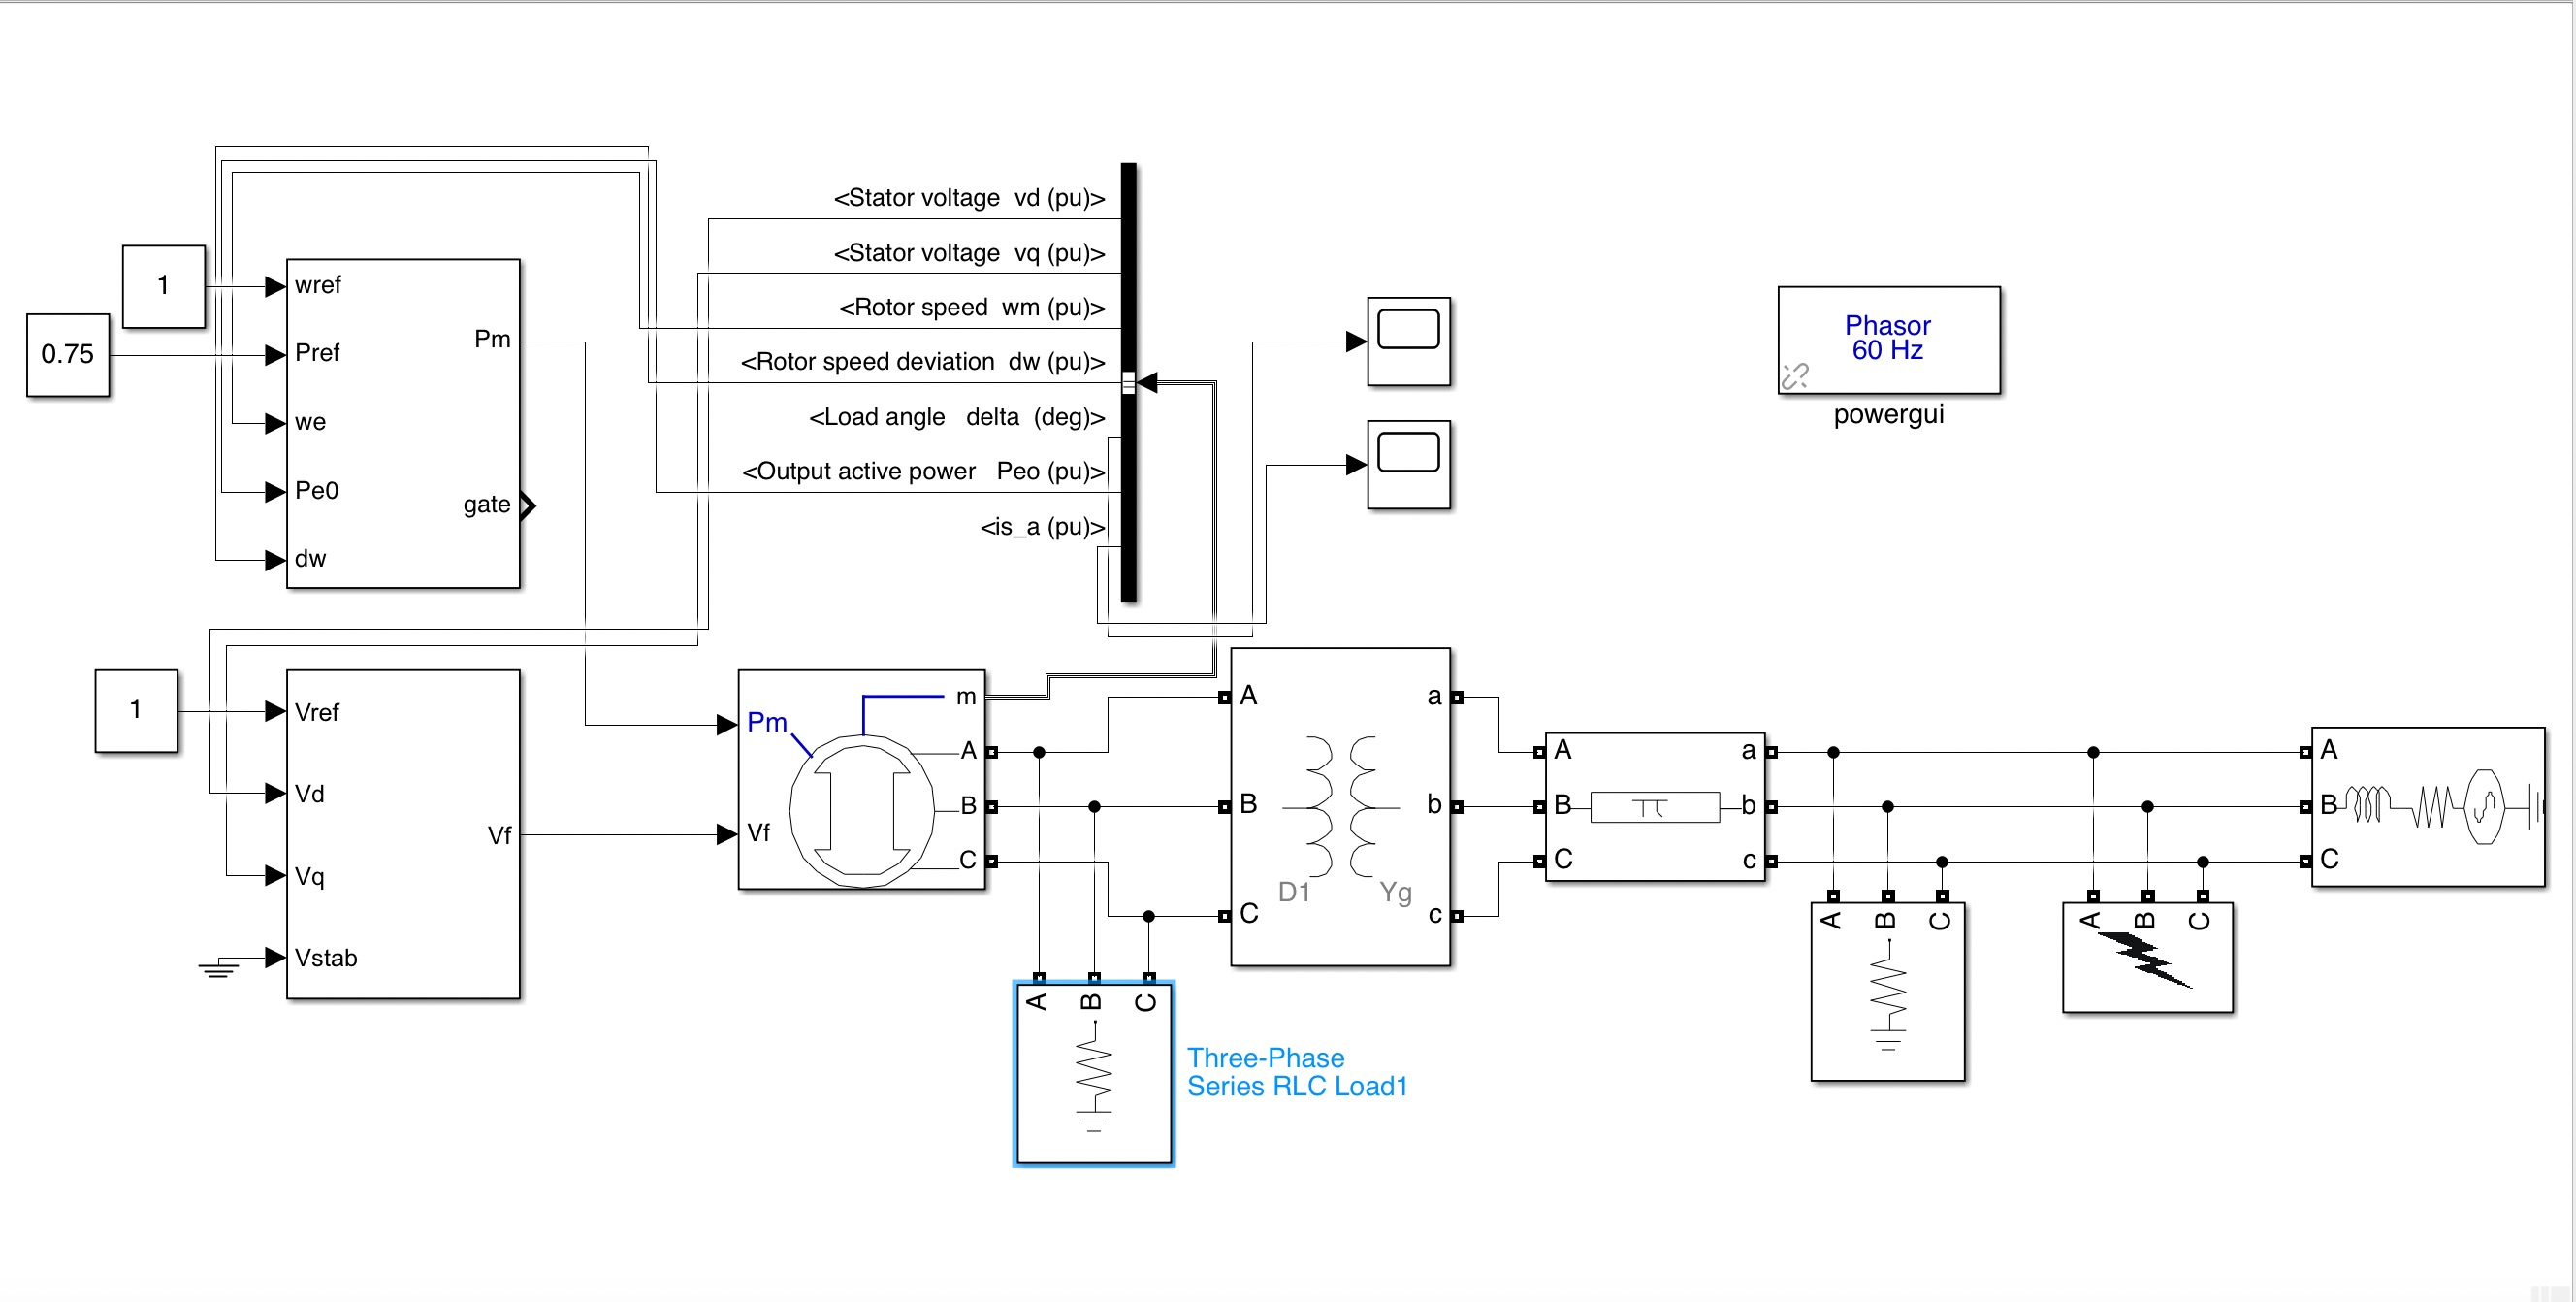 <Stator voltage vd (pu)>
<Stator voltage vq (pu)>
<Rotor speed wm (pu)>
<Rotor speed deviation dw (pu)>
<Load angle delta (deg)>
<Output active power Peo (pu)>
<is_a (pu)>
1
0.75
wref
Pref
we
Pe0
dw
Pm
gate
Phasor
60 Hz
powergui
1
Vref
Vd
Vq
Vstab
Vf
Pm
Vf
m
A
B
C
A
B
C
D1
Yg
a
b
c
A
B
C
a
b
c
A
B
C
A
B
C
Three-Phase
Series RLC Load1
A
B
C
A
B
C